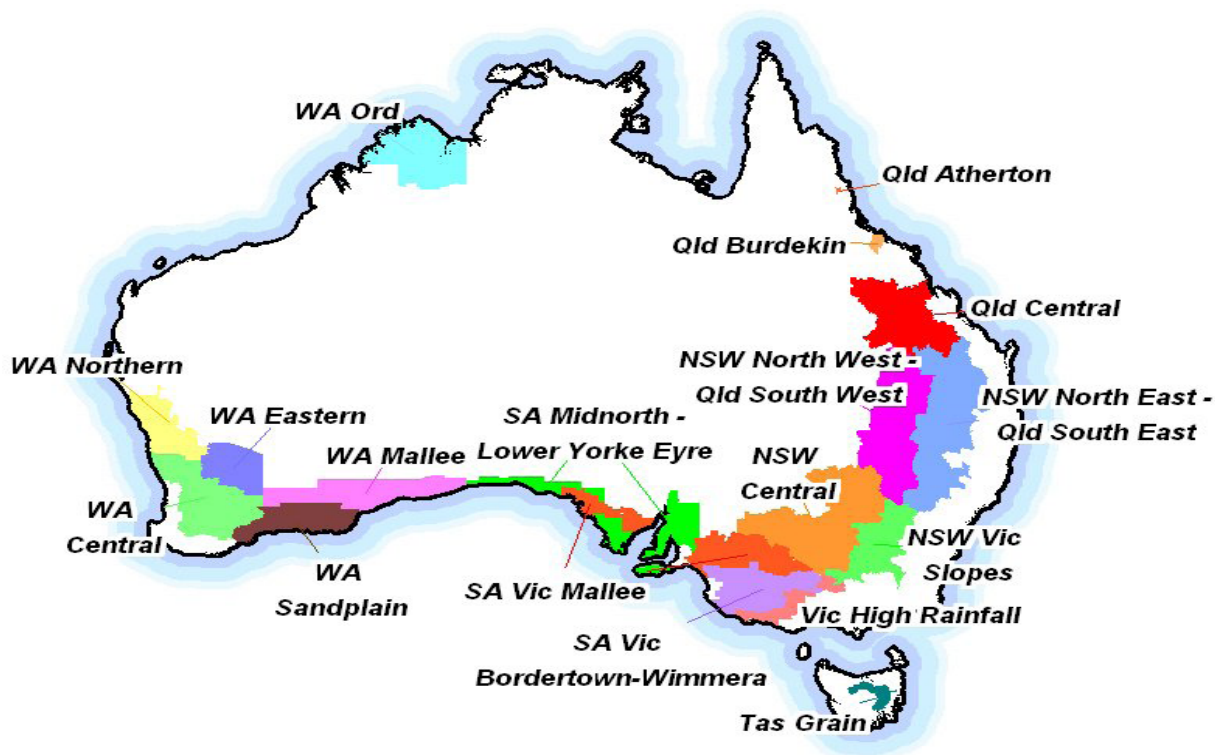 WA Ord
Qld Atherton
Qld Burdekin
Qld Central
WA Northern
NSW North West -
Qld South West
NSW North East -
Qld South East
WA Eastern
SA Midnorth -
Lower Yorke Eyre
WA Mallee
NSW
Central
WA
Central
NSW Vic
Slopes
WA
Sandplain
SA Vic Mallee
Vic High Rainfall
SA Vic
Bordertown-Wimmera
Tas Grain